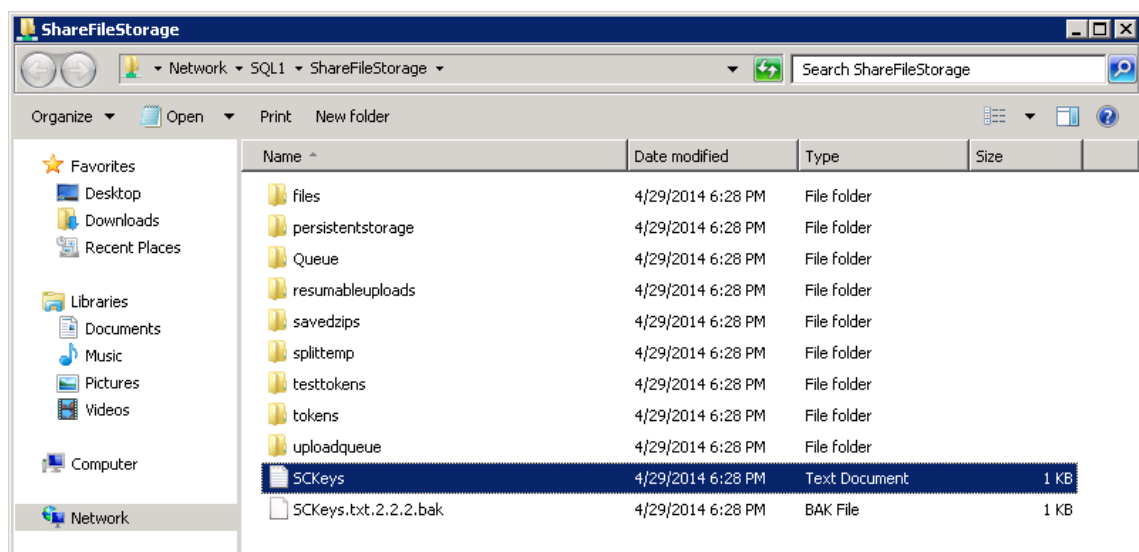 ShareFileStorage
Network SQL1 ShareFileStorage Search ShareFileStorage
Organize Open Print New folder
Favorites
Desktop
Downloads
Recent Places
Libraries
Documents
Music
Pictures
Videos
Computer
Network
Name Date modified Type Size
files 4/29/2014 6:28 PM File folder
persistentstorage 4/29/2014 6:28 PM File folder
Queue 4/29/2014 6:28 PM File folder
resumableuploads 4/29/2014 6:28 PM File folder
savedzips 4/29/2014 6:28 PM File folder
splittemp 4/29/2014 6:28 PM File folder
testtokens 4/29/2014 6:28 PM File folder
tokens 4/29/2014 6:28 PM File folder
uploadqueue 4/29/2014 6:28 PM File folder
SCKeys 4/29/2014 6:28 PM Text Document 1 KB
SCKeys.txt.2.2.2.bak 4/29/2014 6:28 PM BAK File 1 KB